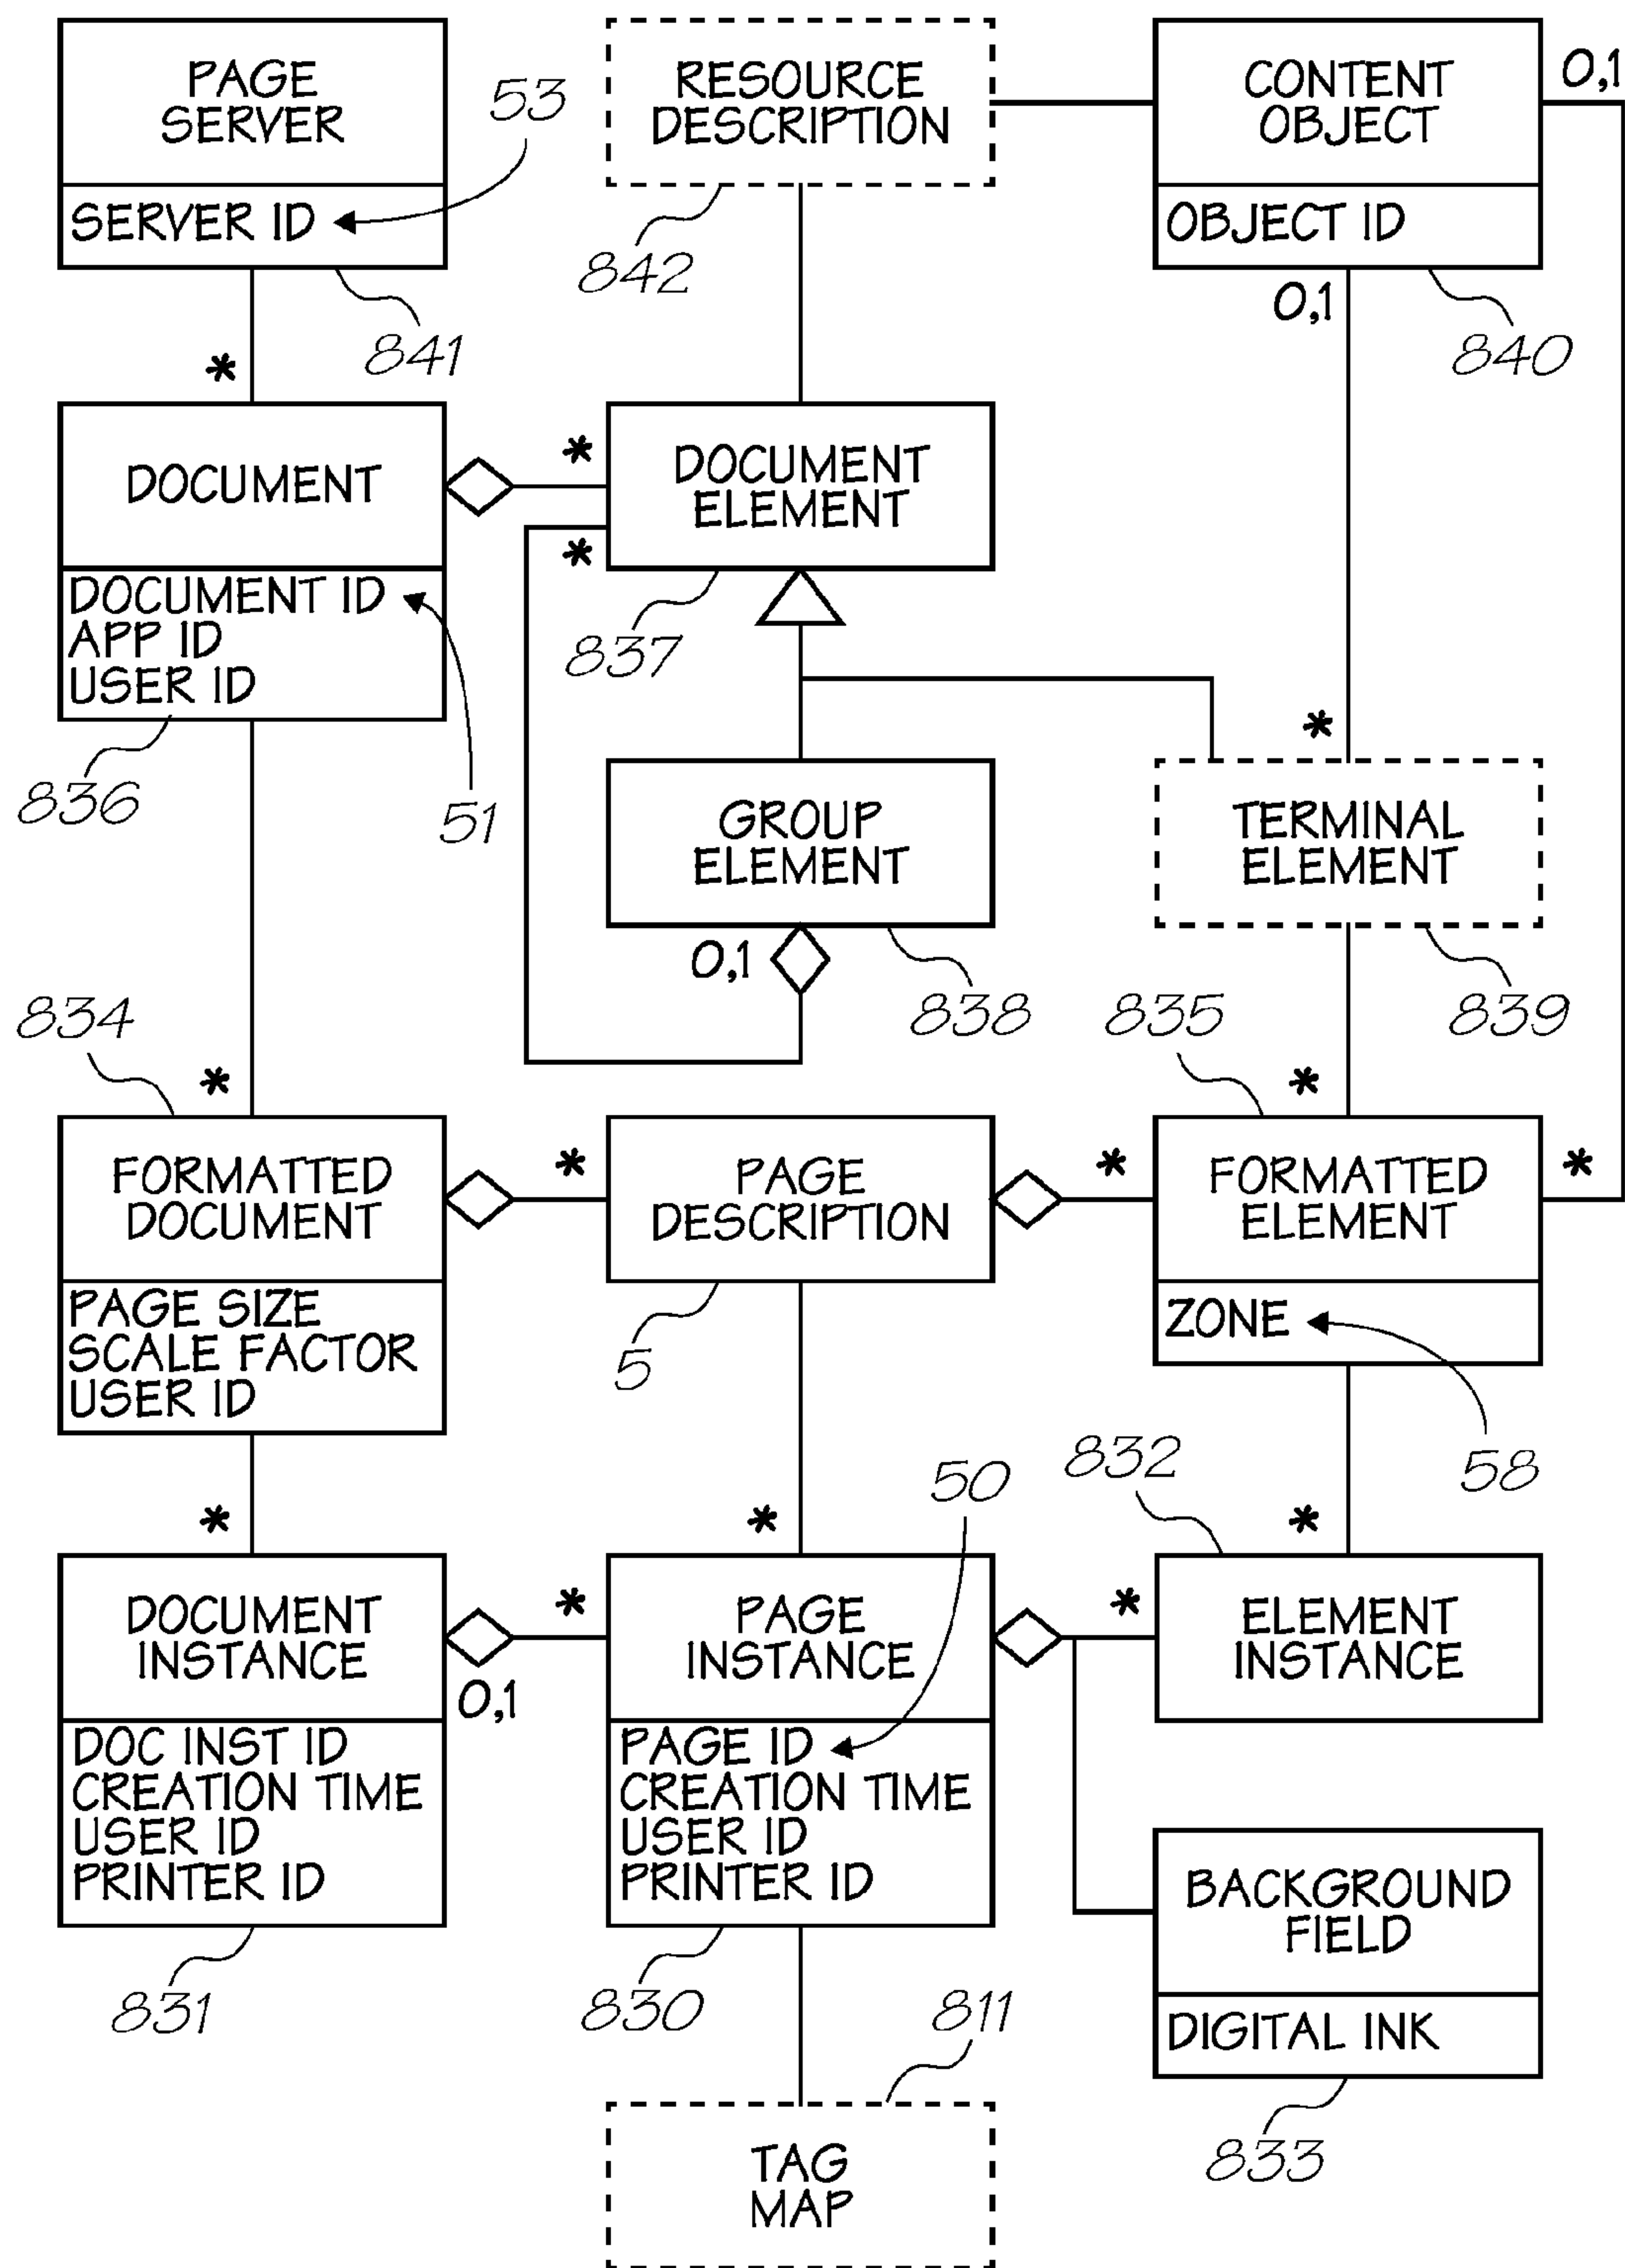 PAGE
SERVER
SERVER ID
53
841
RESOURCE
DESCRIPTION
842
CONTENT
OBJECT
OBJECT ID
0,1
0,1
840
*
DOCUMENT
DOCUMENT ID
APP ID
USER ID
836
51
*
DOCUMENT
ELEMENT
*
837
GROUP
ELEMENT
0,1
838
*
TERMINAL
ELEMENT
839
834
*
FORMATTED
DOCUMENT
PAGE SIZE
SCALE FACTOR
USER ID
*
PAGE
DESCRIPTION
5
835
*
*
FORMATTED
ELEMENT
*
ZONE
58
*
DOCUMENT
INSTANCE
0,1
DOC INST ID
CREATION TIME
USER ID
PRINTER ID
831
*
*
50
PAGE
INSTANCE
PAGE ID
CREATION TIME
USER ID
PRINTER ID
830
832
*
*
ELEMENT
INSTANCE
BACKGROUND
FIELD
DIGITAL INK
833
811
TAG
MAP